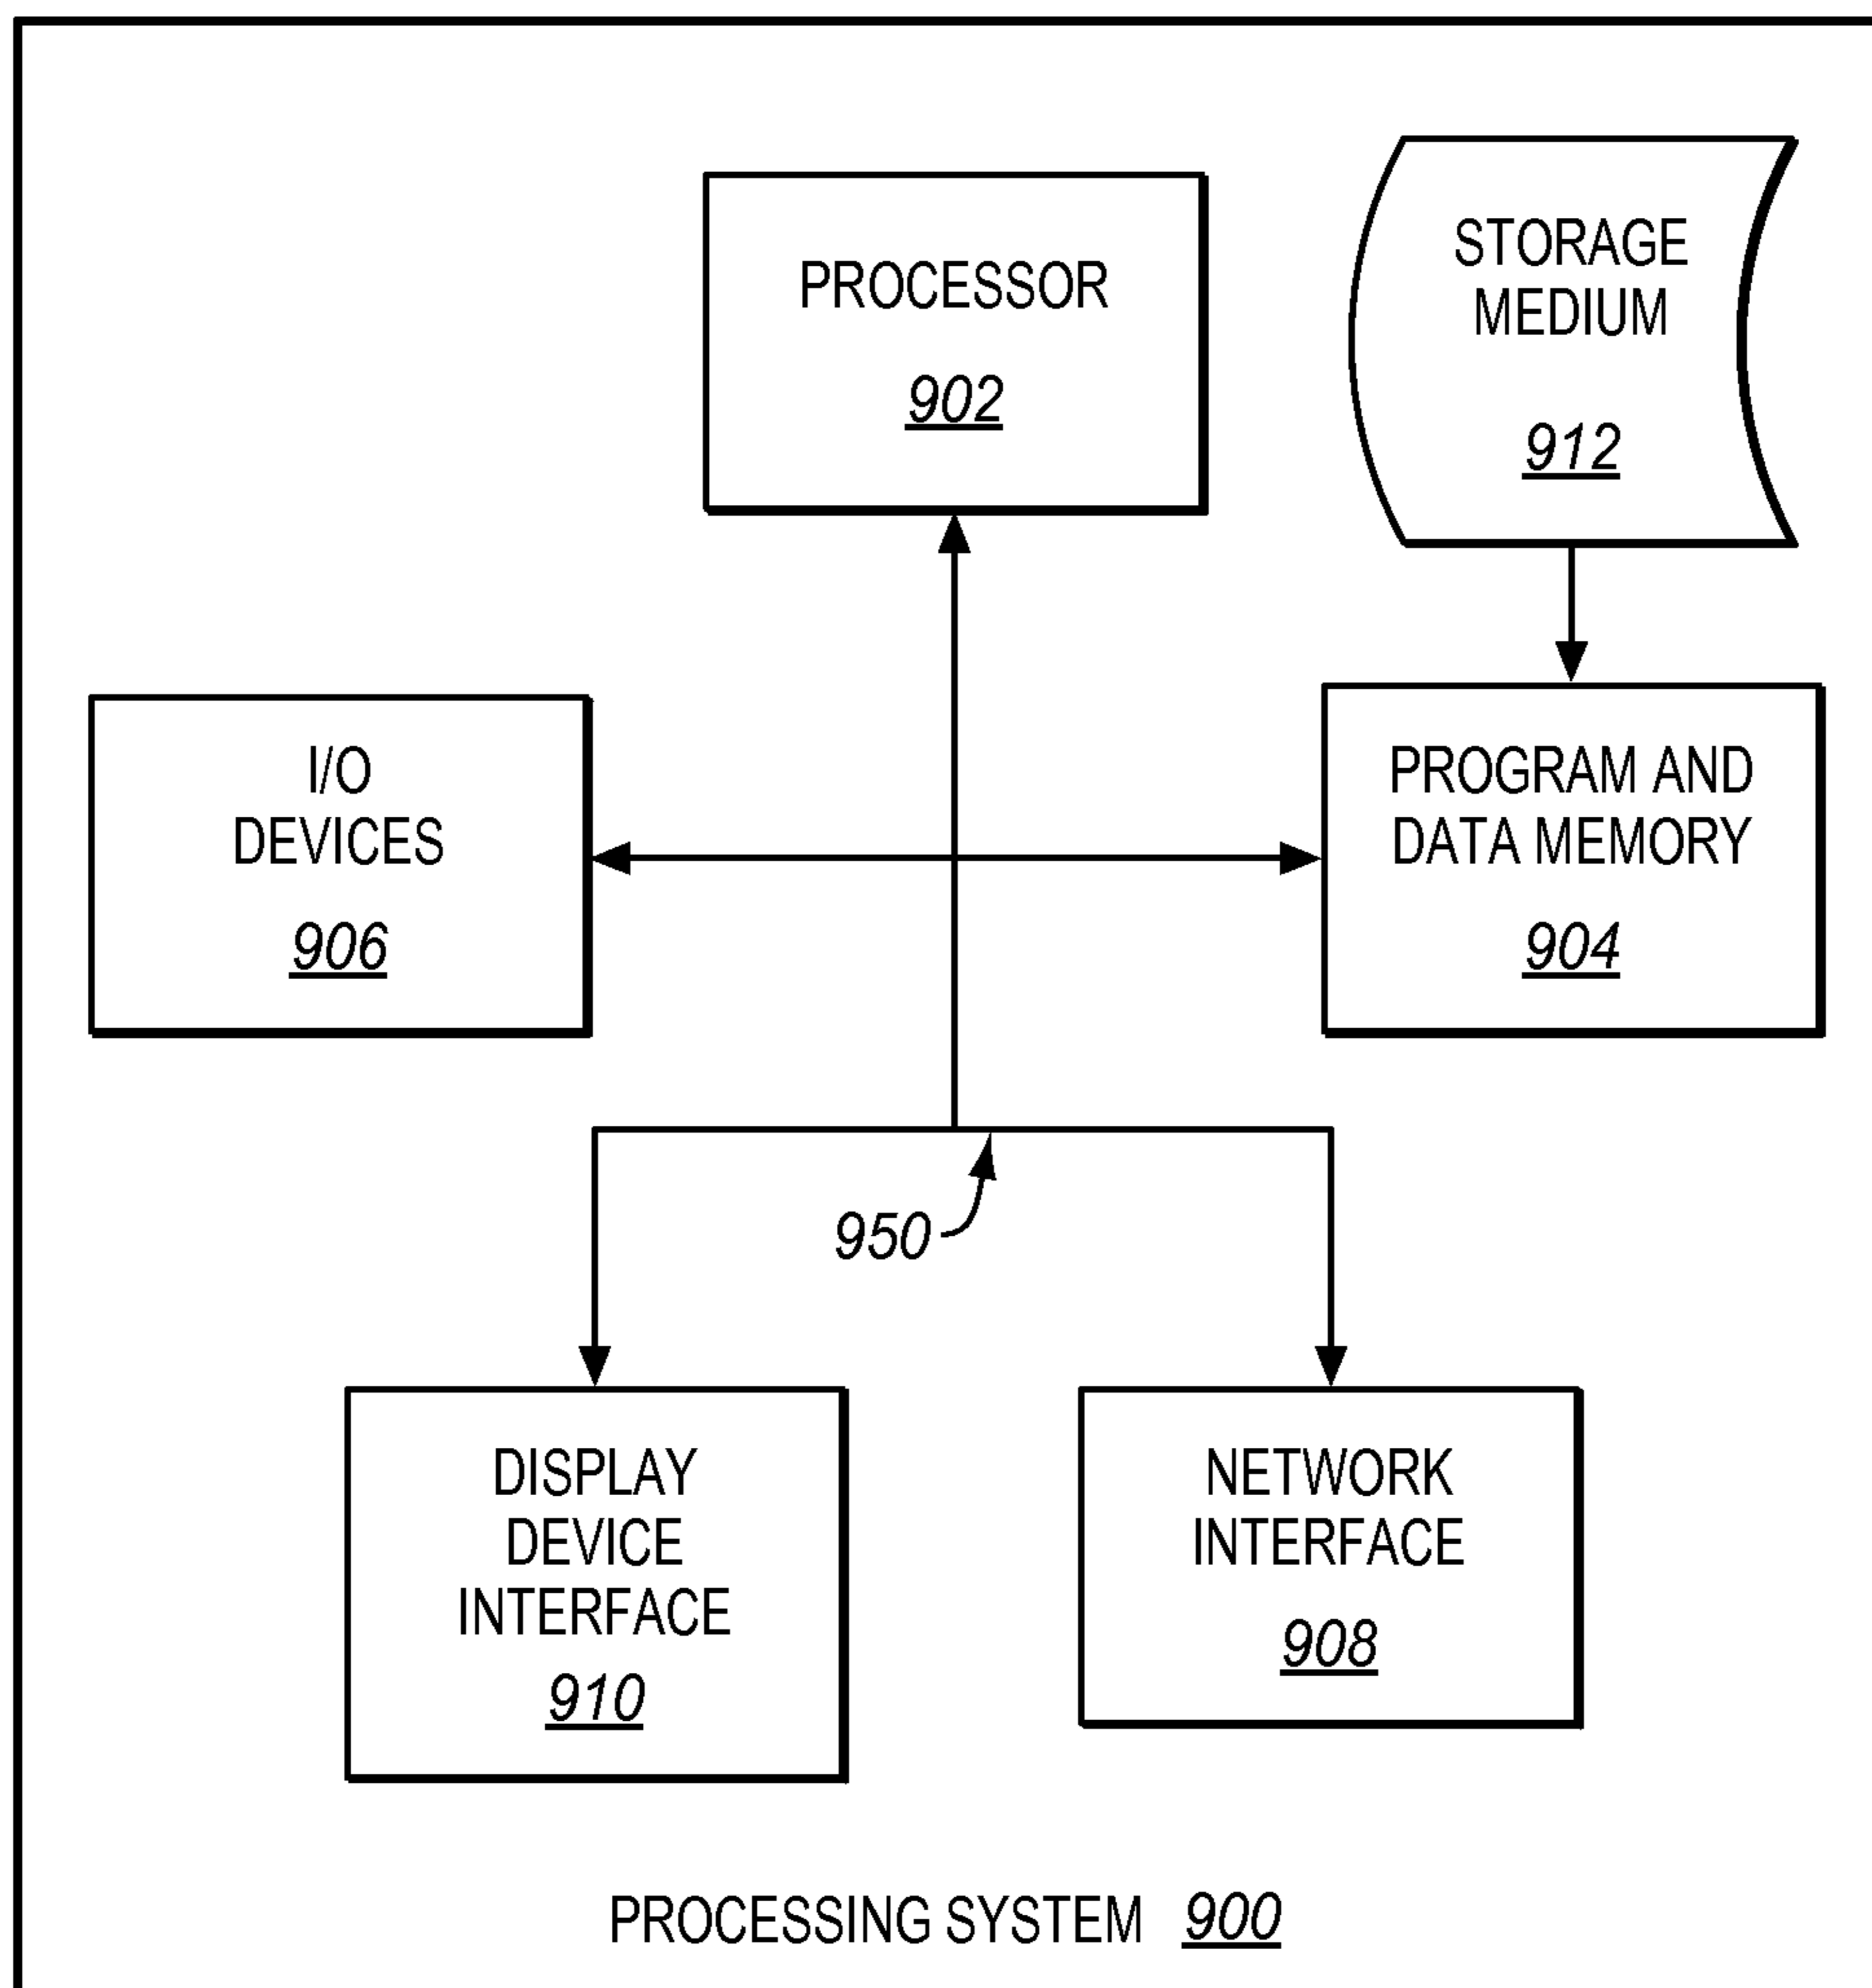 PROCESSOR
902
STORAGE
MEDIUM
912
I/O
DEVICES
906
PROGRAM AND
DATA MEMORY
904
950
DISPLAY
DEVICE
INTERFACE
910
NETWORK
INTERFACE
908
PROCESSING SYSTEM 900